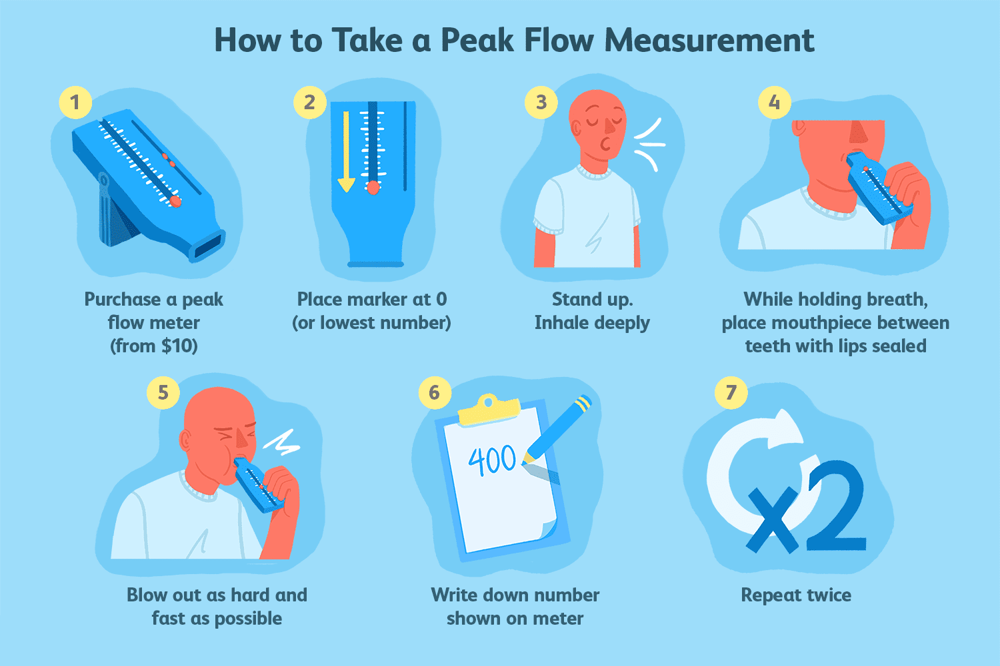 How to Take a Peak Flow Measurement
1
Purchase a peak
flow meter
(from $10)
2
Place marker at 0
(or lowest number)
3
Stand up.
Inhale deeply
4
While holding breath,
place mouthpiece between
teeth with lips sealed
5
Blow out as hard and
fast as possible
6
400
Write down number
shown on meter
7
x2
Repeat twice